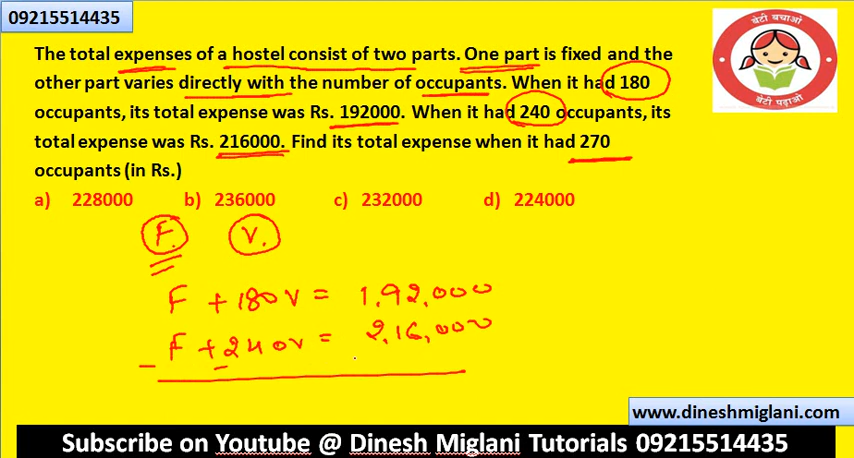 09215514435
The total expenses of a hostel consist of two parts. One part is fixed and the
other part varies directly with the number of occupants. When it had 180
occupants, its total expense was Rs. 192000. When it had 240 occupants, its
total expense was Rs. 216000. Find its total expense when it had 270
occupants (in Rs.)
a) 228000 b) 236000 c) 232000 d) 224000
बेटी बचाओ
बेटी पढ़ाओ
F. V.
F + 180V = 1,92,000
F + 240V = 2,16,000
- -
www.dineshmiglani.com
Subscribe on Youtube @ Dinesh Miglani Tutorials 09215514435